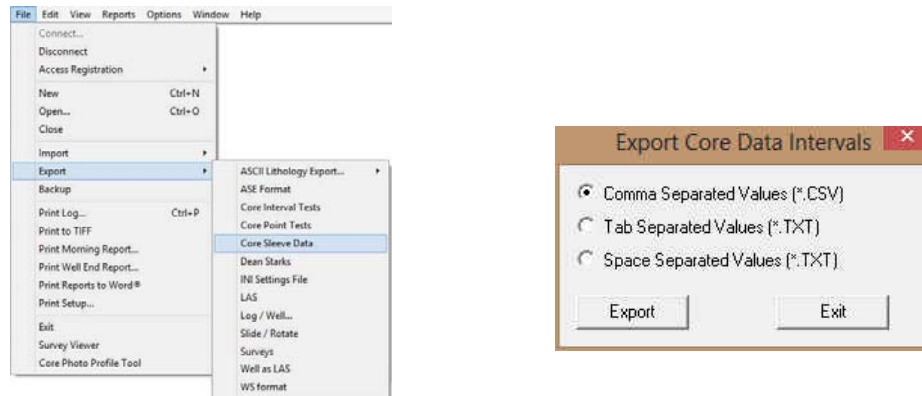 File Edit View Reports Options Window Help
Connect...
Disconnect
Access Registration
New Ctrl+N
Open... Ctrl+O
Close
Import
Export
Backup
Print Log... Ctrl+P
Print to TIFF
Print Morning Report...
Print Well End Report...
Print Reports to Word®
Print Setup...
Exit
Survey Viewer
Core Photo Profile Tool
ASCII Lithology Export...
ASE Format
Core Interval Tests
Core Point Tests
Core Sleeve Data
Dean Starks
INI Settings File
LAS
Log / Well...
Slide / Rotate
Surveys
Well as LAS
WS format
Export Core Data Intervals
Comma Separated Values (*.CSV)
Tab Separated Values (*.TXT)
Space Separated Values (*.TXT)
Export Exit